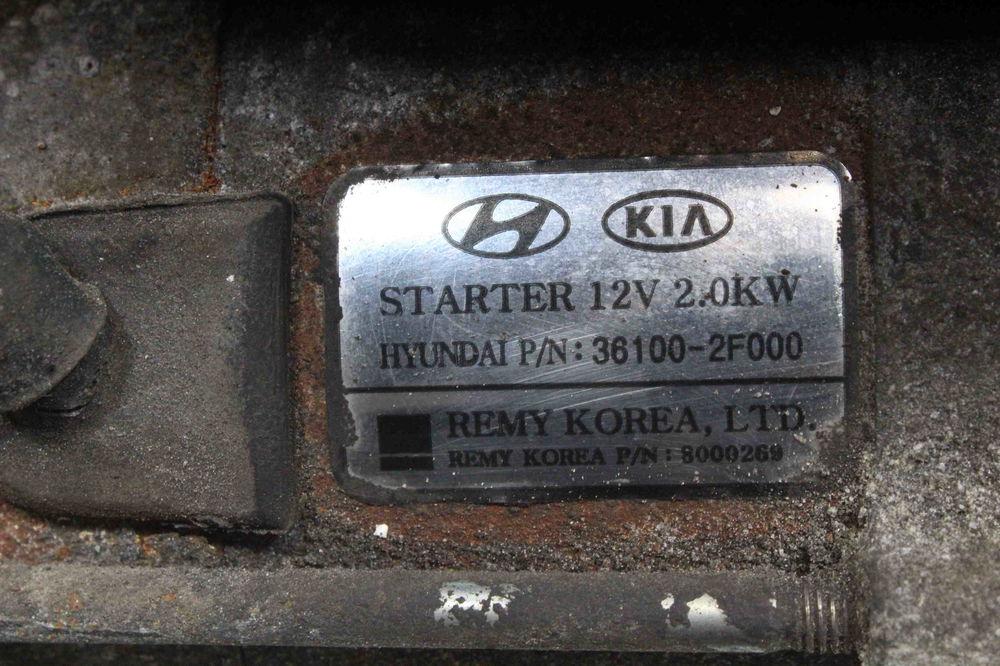 KIA
STARTER 12V 2.0KW
HYUNDAI P/N: 36100-2F000
REMY KOREA, LTD.
REMY KOREA P/N : 8000269